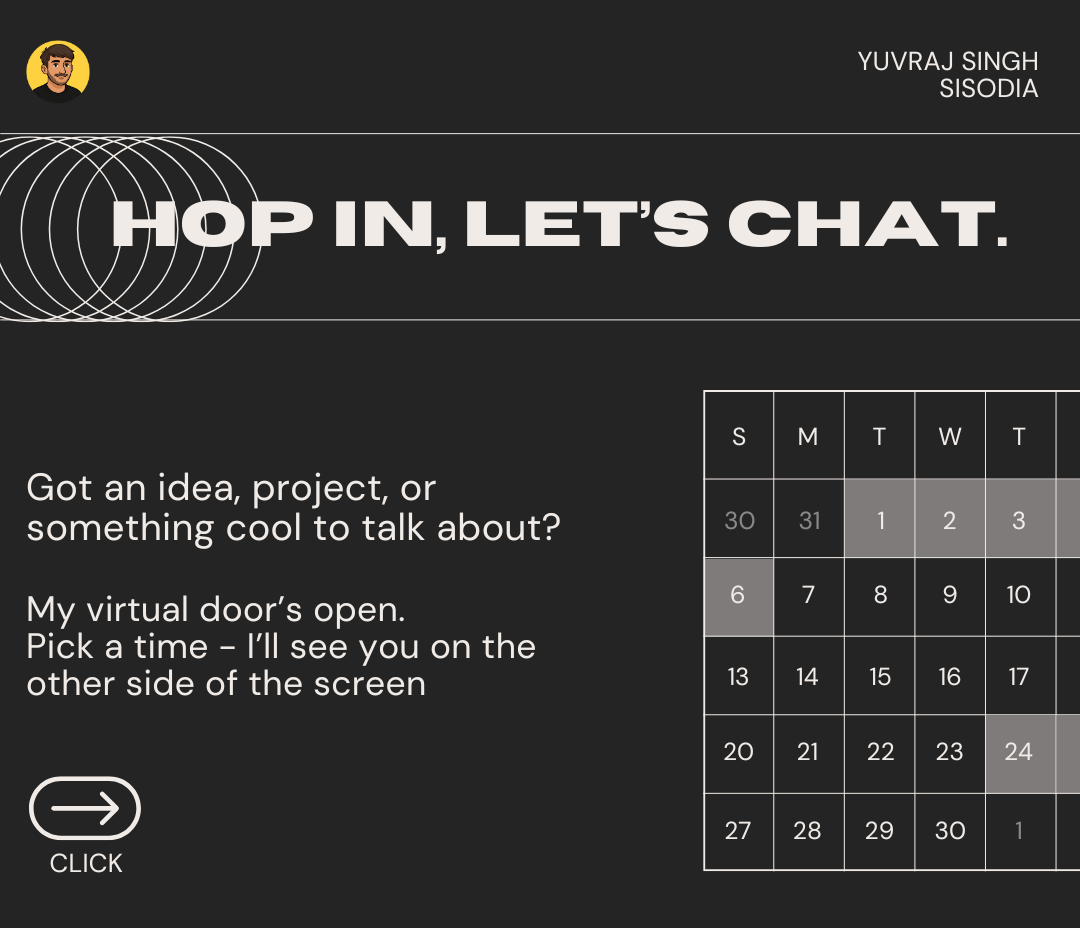 YUVRAJ SINGH
SISODIA
HOP IN, LET’S CHAT.
Got an idea, project, or
something cool to talk about?
My virtual door’s open.
Pick a time - I’ll see you on the
other side of the screen
CLICK
S M T W T
30 31 1 2 3
6 7 8 9 10
13 14 15 16 17
20 21 22 23 24
27 28 29 30 1